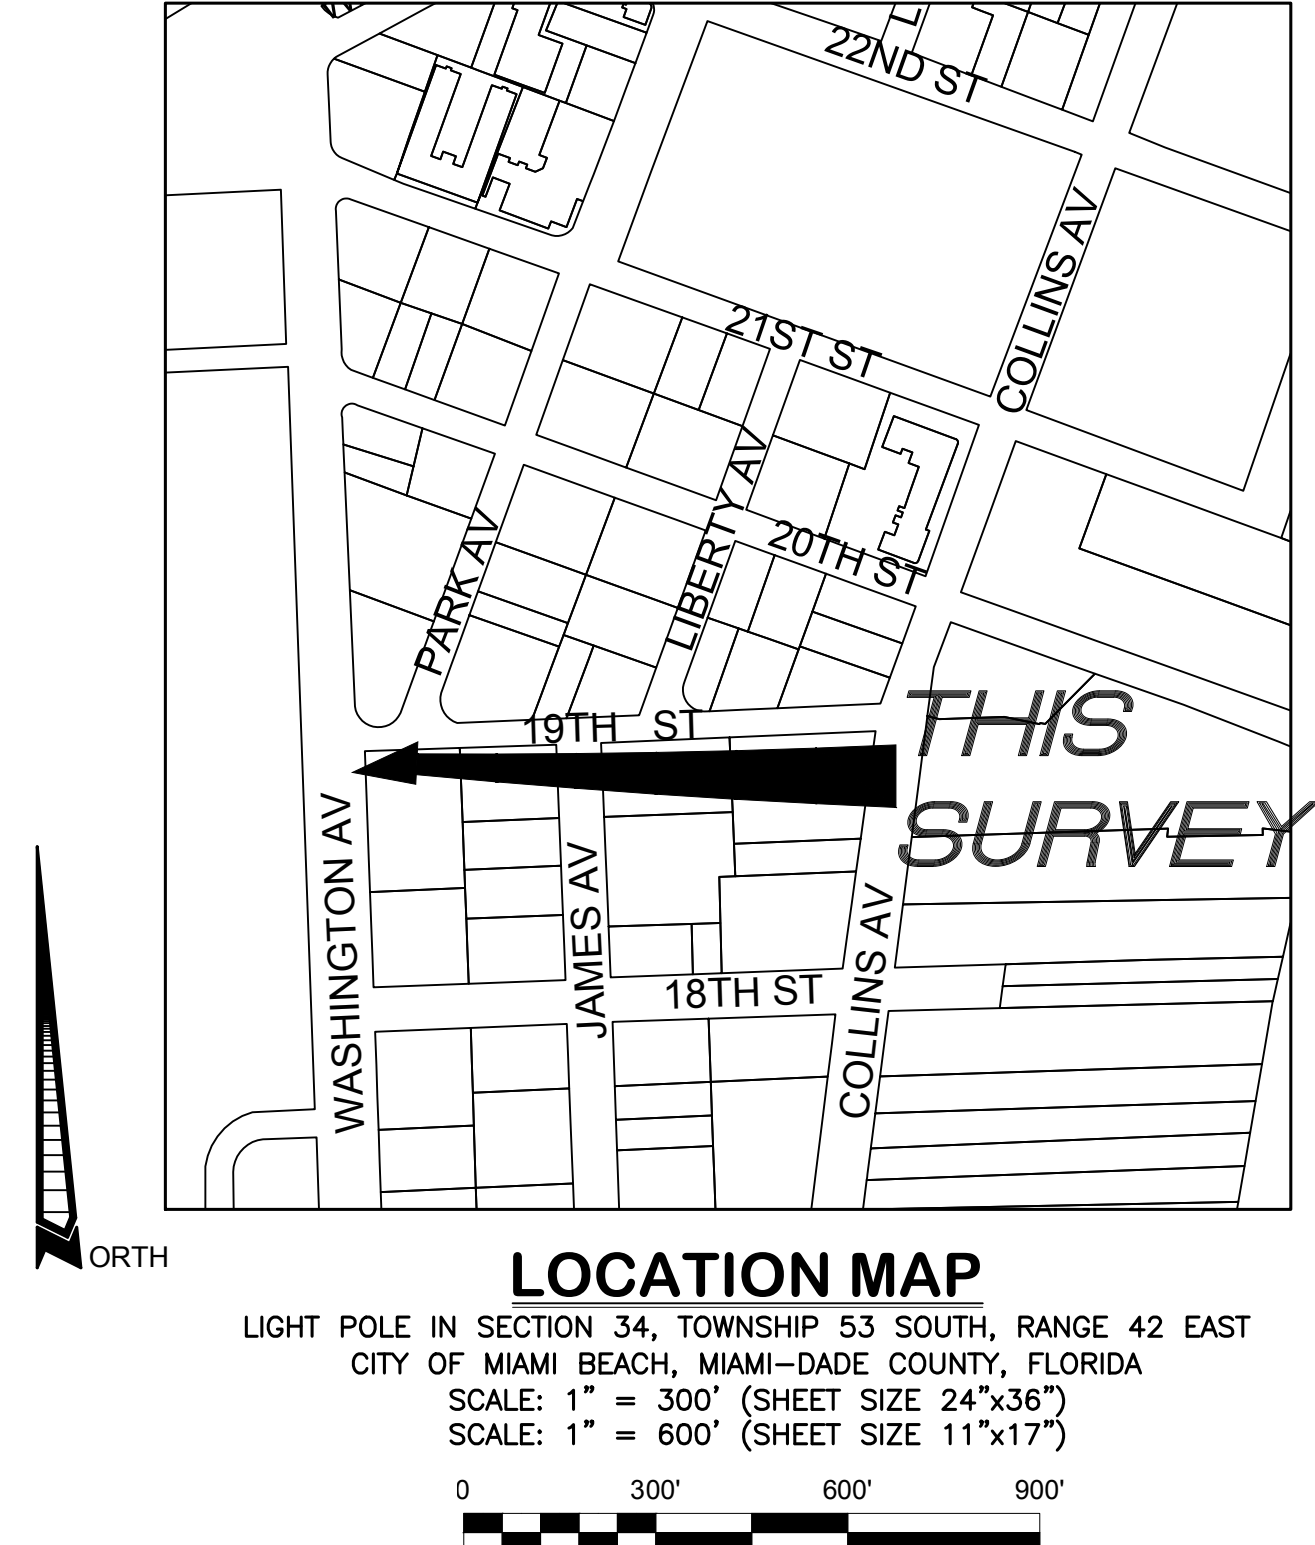 22ND ST
COLLINS AV
21ST ST
LIBERTY AV
20TH ST
PARK AV
THIS
SURVEY
19TH ST
WASHINGTON AV
JAMES AV
COLLINS AV
18TH ST
ORTH
LOCATION MAP
LIGHT POLE IN SECTION 34, TOWNSHIP 53 SOUTH, RANGE 42 EAST
CITY OF MIAMI BEACH, MIAMI-DADE COUNTY, FLORIDA
SCALE: 1" = 300' (SHEET SIZE 24"x36")
SCALE: 1" = 600' (SHEET SIZE 11"x17")
0 300' 600' 900'